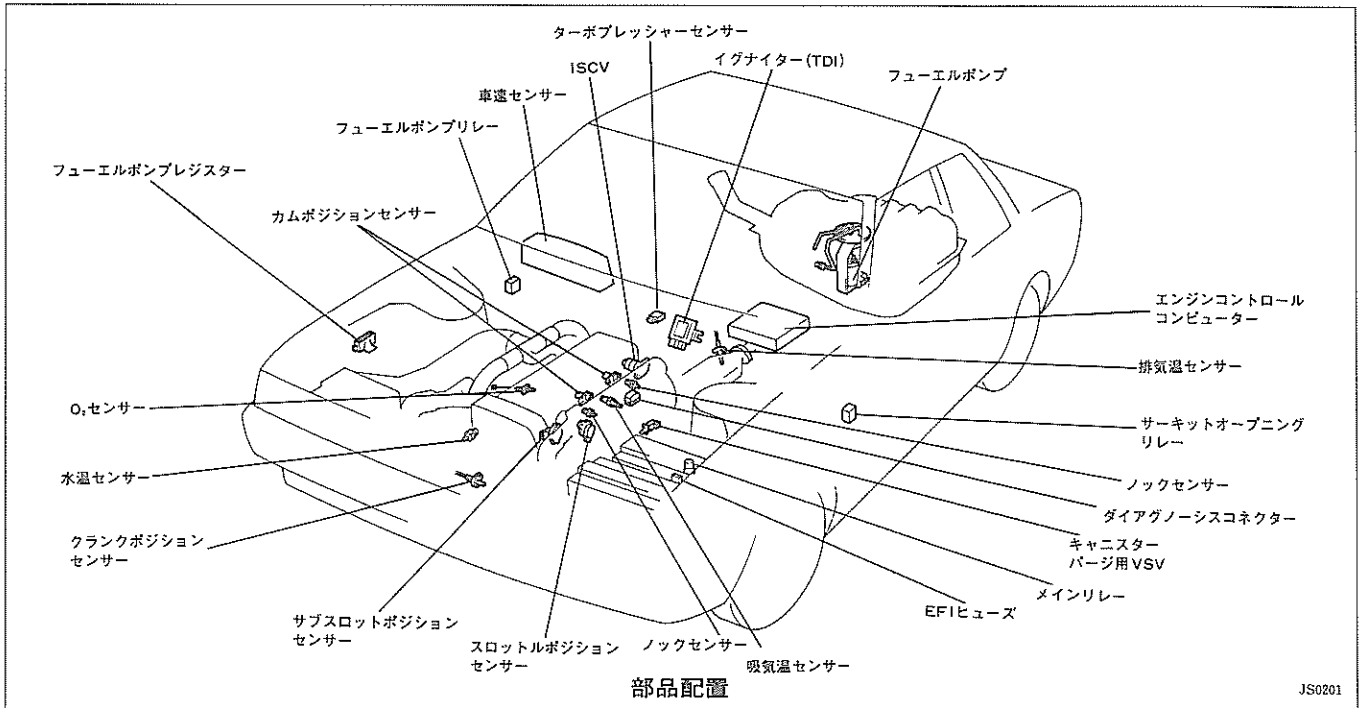 ターボプレッシャーセンサー
イグナイター(TDI)
ISCV
フューエルポンプ
車速センサー
フューエルポンプリレー
フューエルポンプレジスター
カムポジションセンサー
エンジンコントロール
コンピューター
排気温センサー
O₂センサー
サーキットオープニング
リレー
水温センサー
ノックセンサー
ダイアグノーシスコネクター
クランクポジション
センサー
キャニスター
パージ用VSV
メインリレー
EFIヒューズ
サブスロットポジション
センサー
スロットルポジション
センサー
ノックセンサー
吸気温センサー
部品配置
JS0201